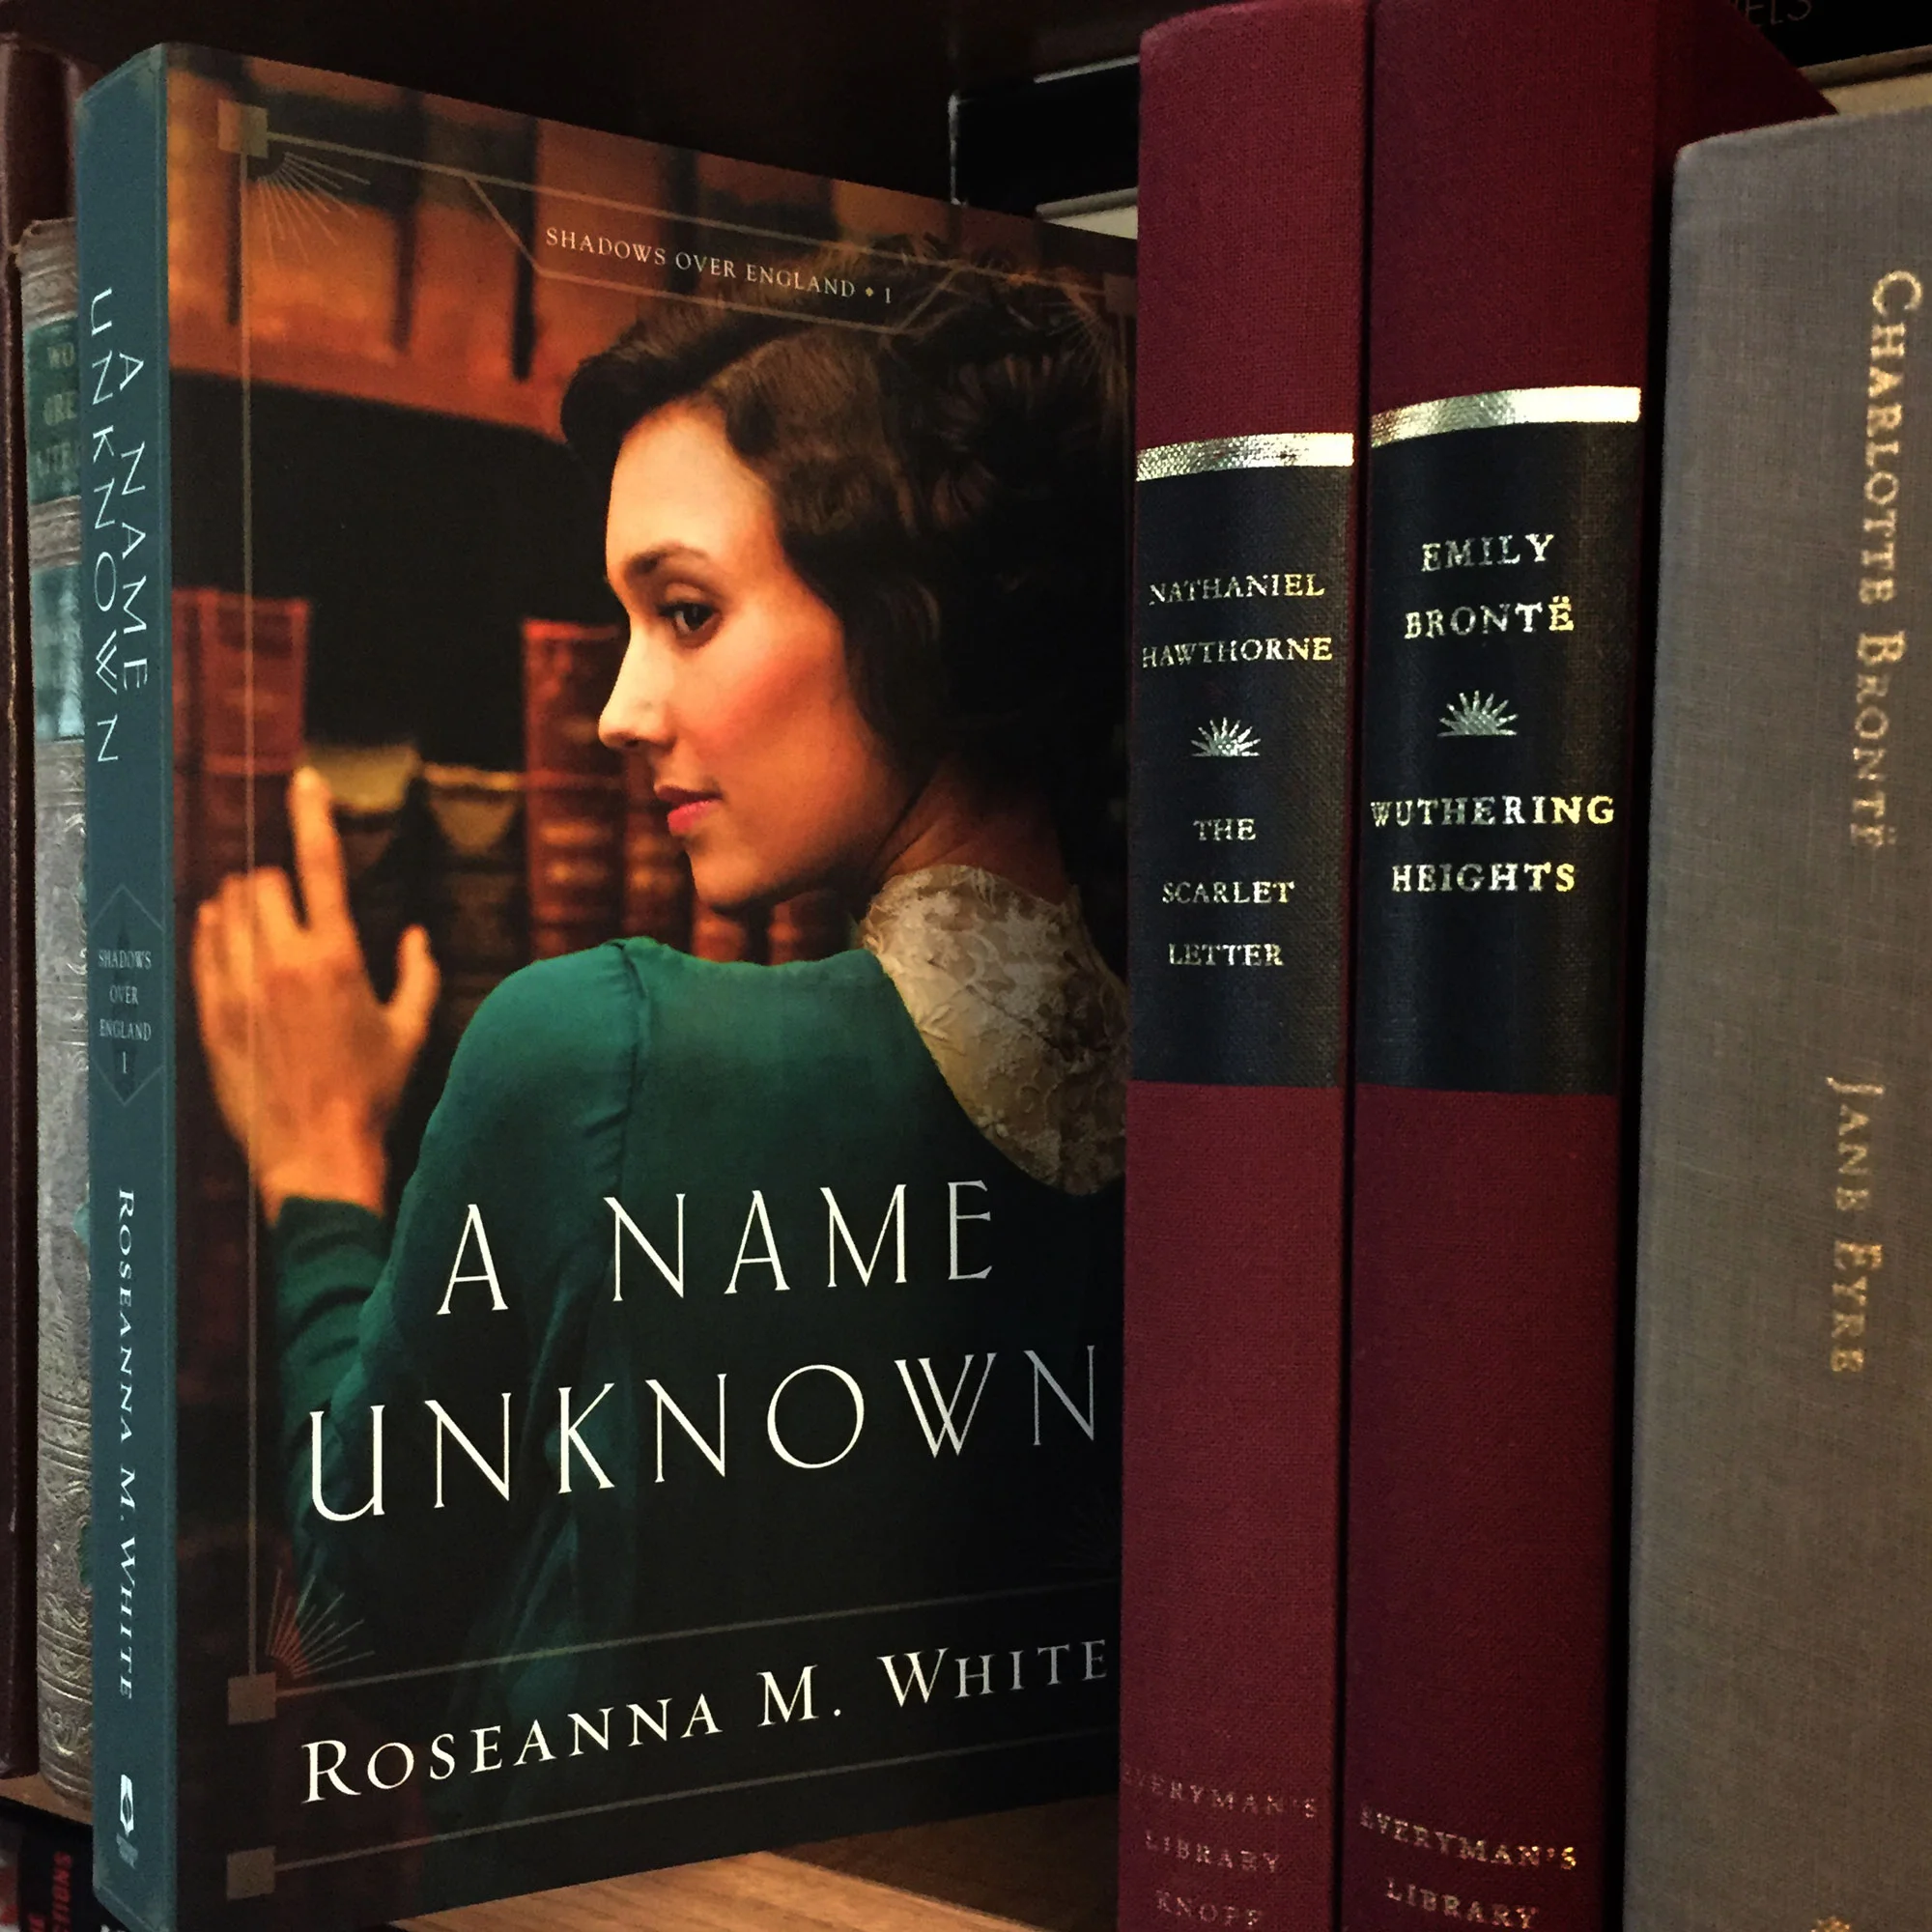 A NAME
UNKNOWN
SHADOWS
OVER
ENGLAND
1
ROSEANNA M. WHITE
SHADOWS OVER ENGLAND • 1
A NAME
UNKNOWN
ROSEANNA M. WHITE
NATHANIEL
HAWTHORNE
THE
SCARLET
LETTER
EVERYMAN'S
LIBRARY
KNOPF
EMILY
BRONTË
WUTHERING
HEIGHTS
EVERYMAN'S
LIBRARY
CHARLOTTE BRONTË
JANE EYRE